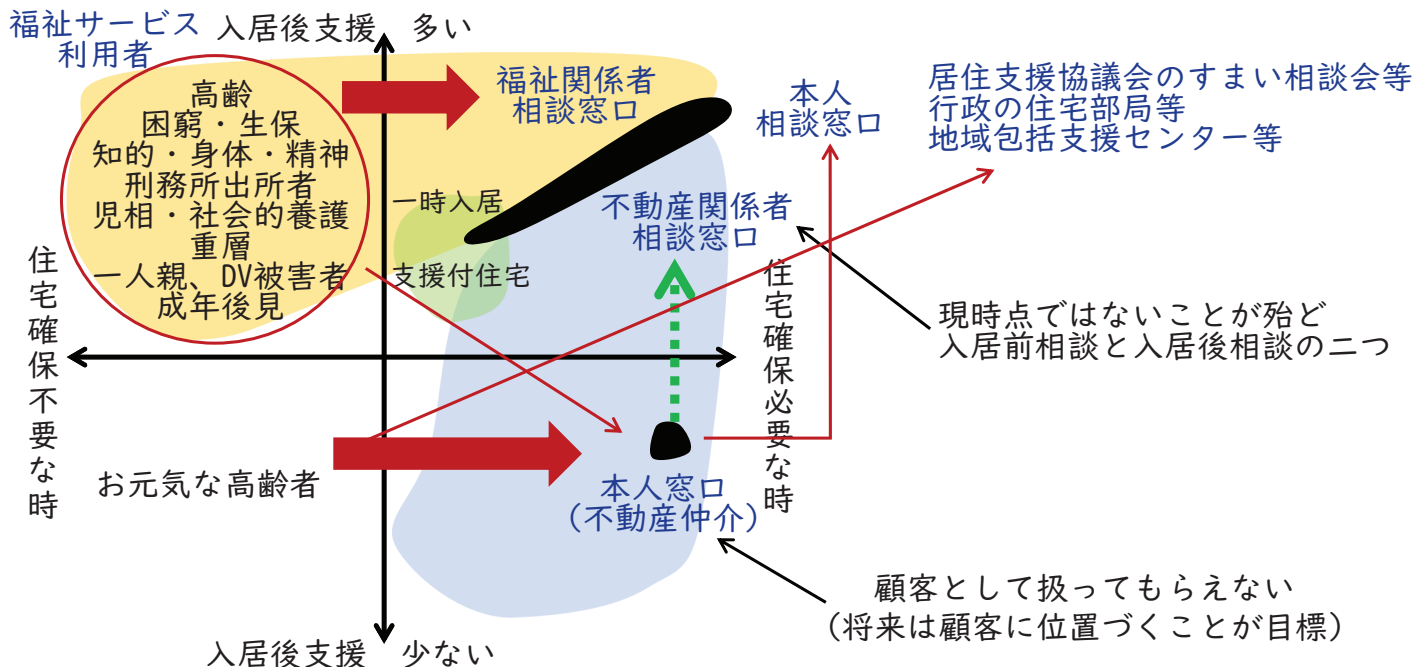 福祉サービス
利用者
入居後支援 多い
高齢
困窮・生保
知的・身体・精神
刑務所出所者
児相・社会的養護
重層
一人親、DV被害者
成年後見
福祉関係者
相談窓口
本人
相談窓口
居住支援協議会のすまい相談会等
行政の住宅部局等
地域包括支援センター等
一時入居
支援付住宅
不動産関係者
相談窓口
住宅確保不要な時
住宅確保必要な時
現時点ではないことが殆ど
入居前相談と入居後相談の二つ
お元気な高齢者
本人窓口
(不動産仲介)
顧客として扱ってもらえない
(将来は顧客に位置づくことが目標)
入居後支援 少ない